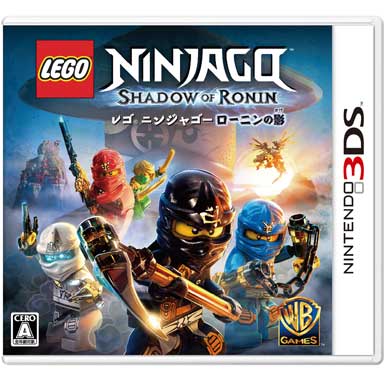 LEGO
NINJAGO
SHADOW OF RONIN
レゴ ニンジャゴー ローニンの影
NINTENDO 3DS
CERO
A
WB
GAMES